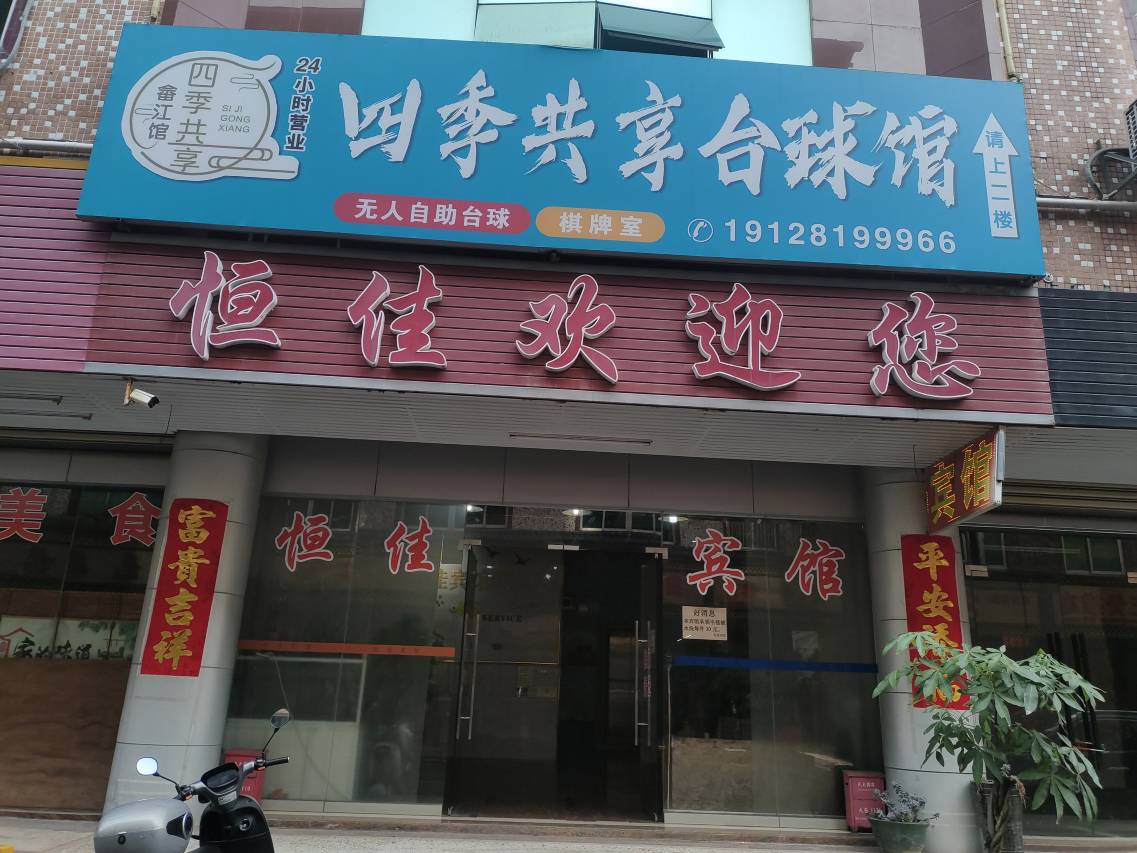 四季共享
畲江馆
SI JI
GONG
XIANG
24小时营业
四季共享台球馆
请上二楼
无人自助台球
棋牌室
19128199966
恒佳欢迎您
宾馆
美食
富貴吉祥
恒佳
宾馆
平安祥
SERVICE
好消息